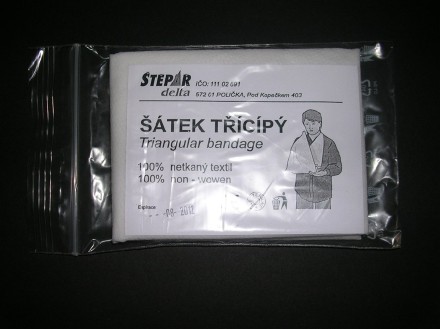 STEPAR
delta
IČO: 111 02 691
572 01 POLIČKA, Pod Kopečkem 403
ŠÁTEK TŘÍCÍPÝ
Triangular bandage
100% netkaný textil
100% non - wowen